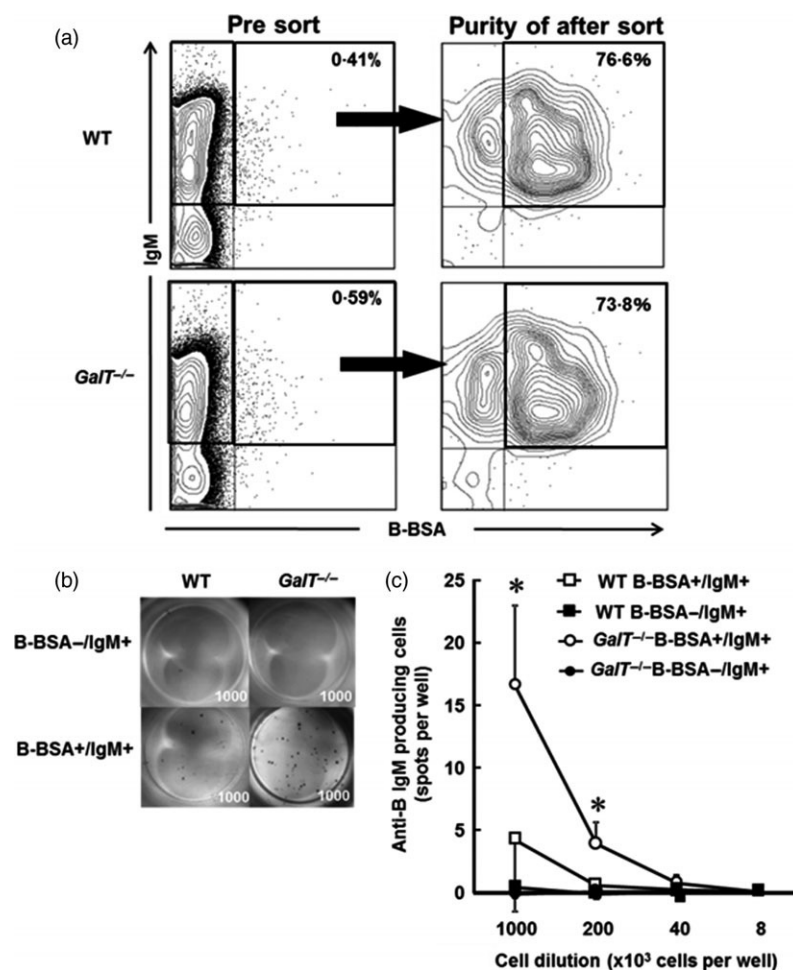 (a)
Pre sort
Purity of after sort
WT
0·41%
76·6%
IgM
GalT–/–
0·59%
73·8%
B-BSA
(b)
WT
GalT–/–
B-BSA–/IgM+
1000
1000
B-BSA+/IgM+
1000
1000
(c)
WT B-BSA+/IgM+
WT B-BSA–/IgM+
GalT–/–B-BSA+/IgM+
GalT–/–B-BSA–/IgM+
Anti-B IgM producing cells
(spots per well)
25
20
15
10
5
0
*
*
1000 200 40 8
Cell dilution (x10³ cells per well)